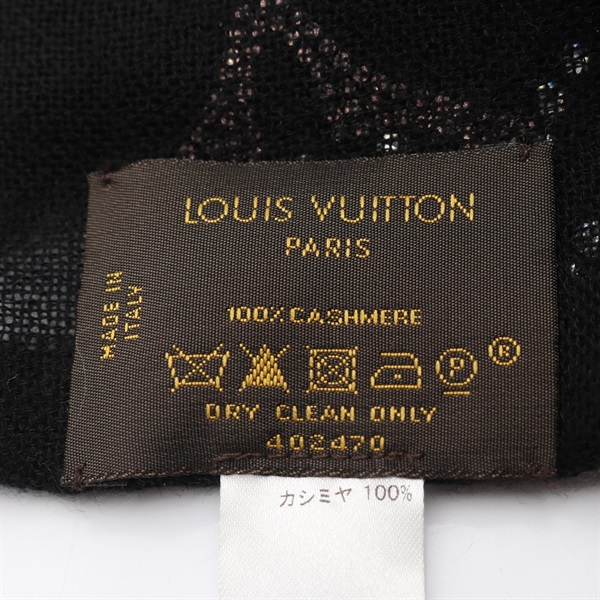 LOUIS VUITTON
PARIS
MADE IN
ITALY
100% CASHMERE
P
®
DRY CLEAN ONLY
402470
カシミヤ 100%